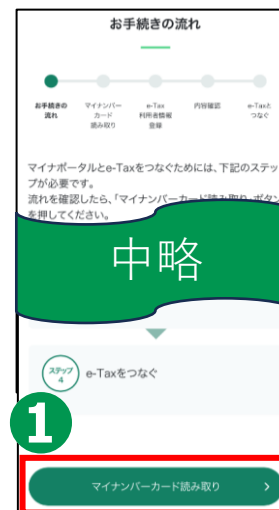 お手続きの流れ
お手続きの
流れ
マイナンバー
カード
読み取り
e-Tax
利用者情報
登録
内容確認
e-Taxと
つなぐ
マイナポータルとe-Taxをつなぐためには、下記のステッ
プが必要です。
流れを確認したら、「マイナンバーカード読み取り」ボタン
を押してください。
中略
ステップ
4
e-Taxをつなぐ
1
マイナンバーカード読み取り